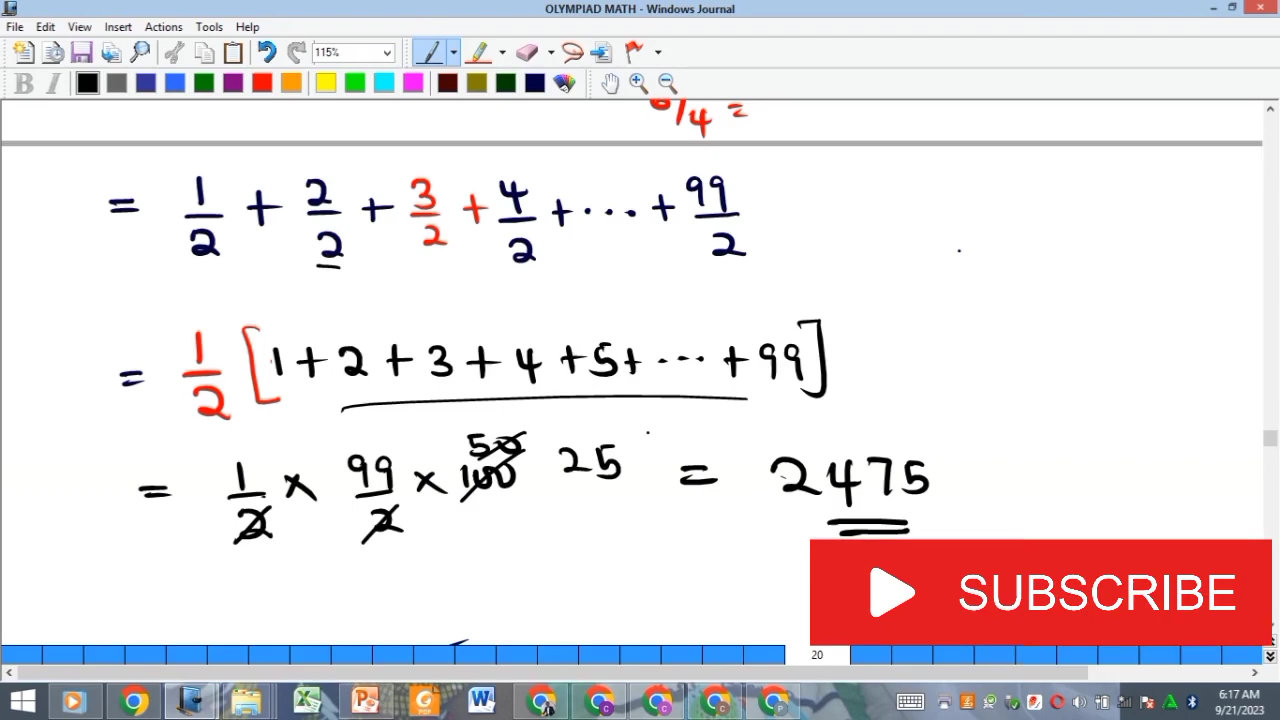 OLYMPIAD MATH - Windows Journal
File Edit View Insert Actions Tools Help
115%
B I
6/4 =
= 1/2 + 2/2 + 3/2 + 4/2 + ... + 99/2
= 1/2 [1 + 2 + 3 + 4 + 5 + ... + 99]
= 1/2 × 99/2 × 100 50 25 = 2475
SUBSCRIBE
20
6:17 AM
9/21/2023